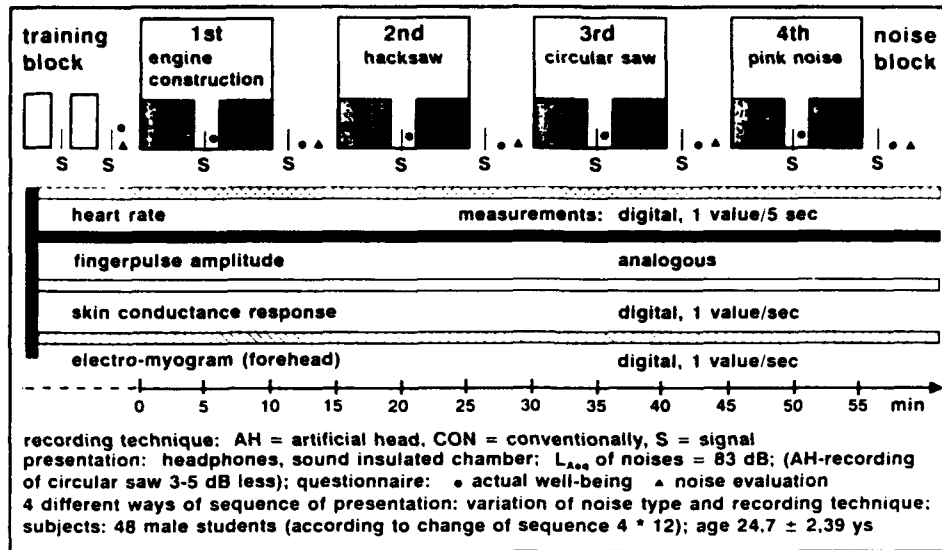 training block
1st
engine construction
2nd
hacksaw
3rd
circular saw
4th
pink noise
noise block
S S S S S S S S S S
heart rate measurements: digital, 1 value/5 sec
fingerpulse amplitude analogous
skin conductance response digital, 1 value/sec
electro-myogram (forehead) digital, 1 value/sec
0 5 10 15 20 25 30 35 40 45 50 55 min
recording technique: AH = artificial head, CON = conventionally, S = signal
presentation: headphones, sound insulated chamber; LAeq of noises = 83 dB; (AH-recording
of circular saw 3-5 dB less); questionnaire: ● actual well-being ▲ noise evaluation
4 different ways of sequence of presentation: variation of noise type and recording technique;
subjects: 48 male students (according to change of sequence 4 * 12); age 24,7 ± 2,39 ys